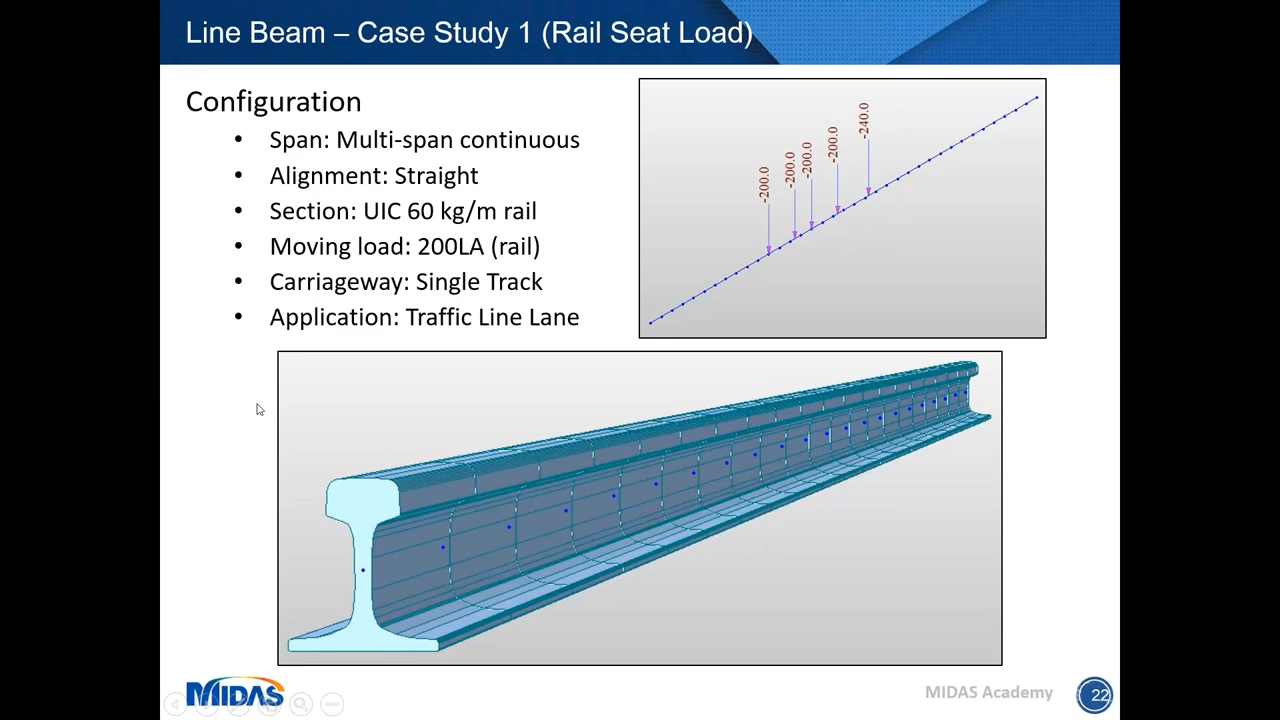 Line Beam – Case Study 1 (Rail Seat Load)
Configuration
• Span: Multi-span continuous
• Alignment: Straight
• Section: UIC 60 kg/m rail
• Moving load: 200LA (rail)
• Carriageway: Single Track
• Application: Traffic Line Lane
-200.0
-200.0
-200.0
-200.0
-240.0
MIDAS
MIDAS Academy
22